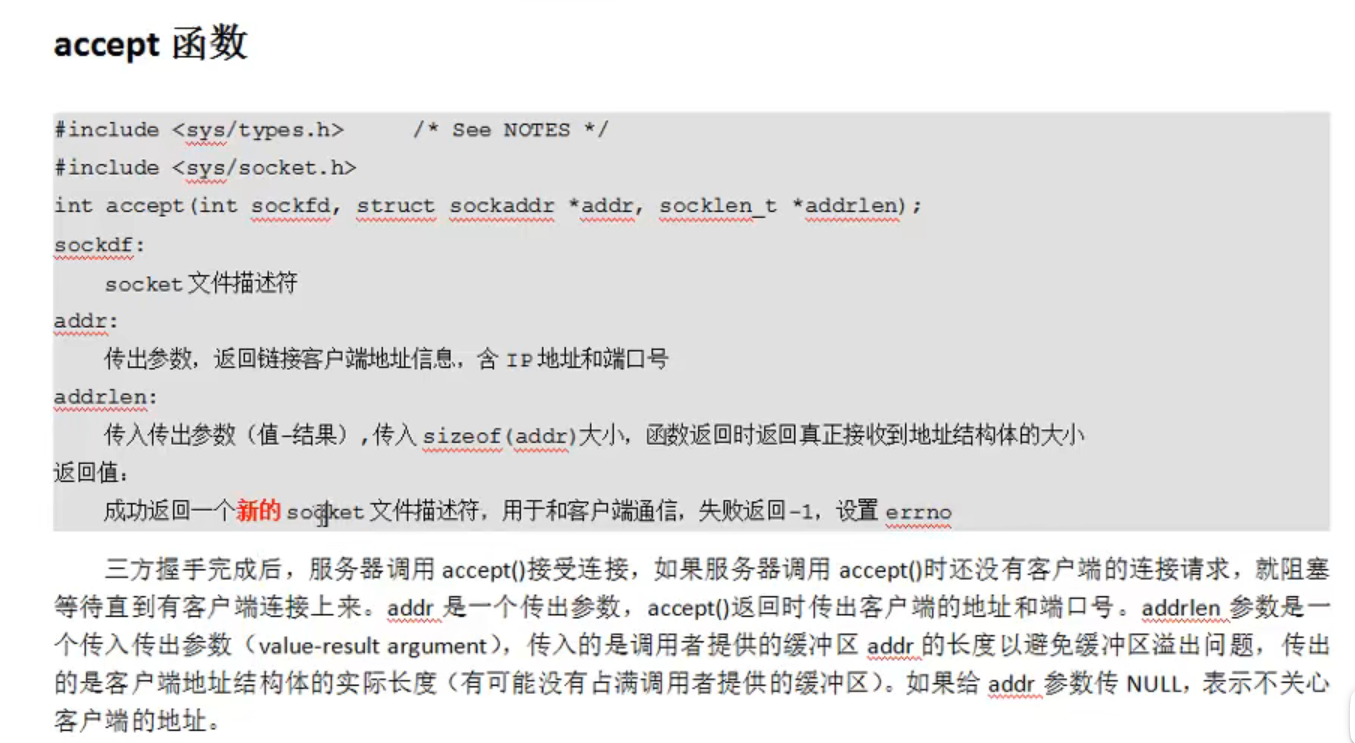 accept 函数
#include <sys/types.h>     /* See NOTES */
#include <sys/socket.h>
int accept(int sockfd, struct sockaddr *addr, socklen_t *addrlen);
sockdf:
    socket 文件描述符
addr:
    传出参数，返回链接客户端地址信息，含 IP 地址和端口号
addrlen:
    传入传出参数（值-结果）,传入 sizeof(addr)大小，函数返回时返回真正接收到地址结构体的大小
返回值：
    成功返回一个新的 socket 文件描述符，用于和客户端通信，失败返回-1，设置 errno
三方握手完成后，服务器调用 accept()接受连接，如果服务器调用 accept()时还没有客户端的连接请求，就阻塞
等待直到有客户端连接上来。addr 是一个传出参数，accept()返回时传出客户端的地址和端口号。addrlen 参数是一
个传入传出参数（value-result argument），传入的是调用者提供的缓冲区 addr 的长度以避免缓冲区溢出问题，传出
的是客户端地址结构体的实际长度（有可能没有占满调用者提供的缓冲区）。如果给 addr 参数传 NULL，表示不关心
客户端的地址。